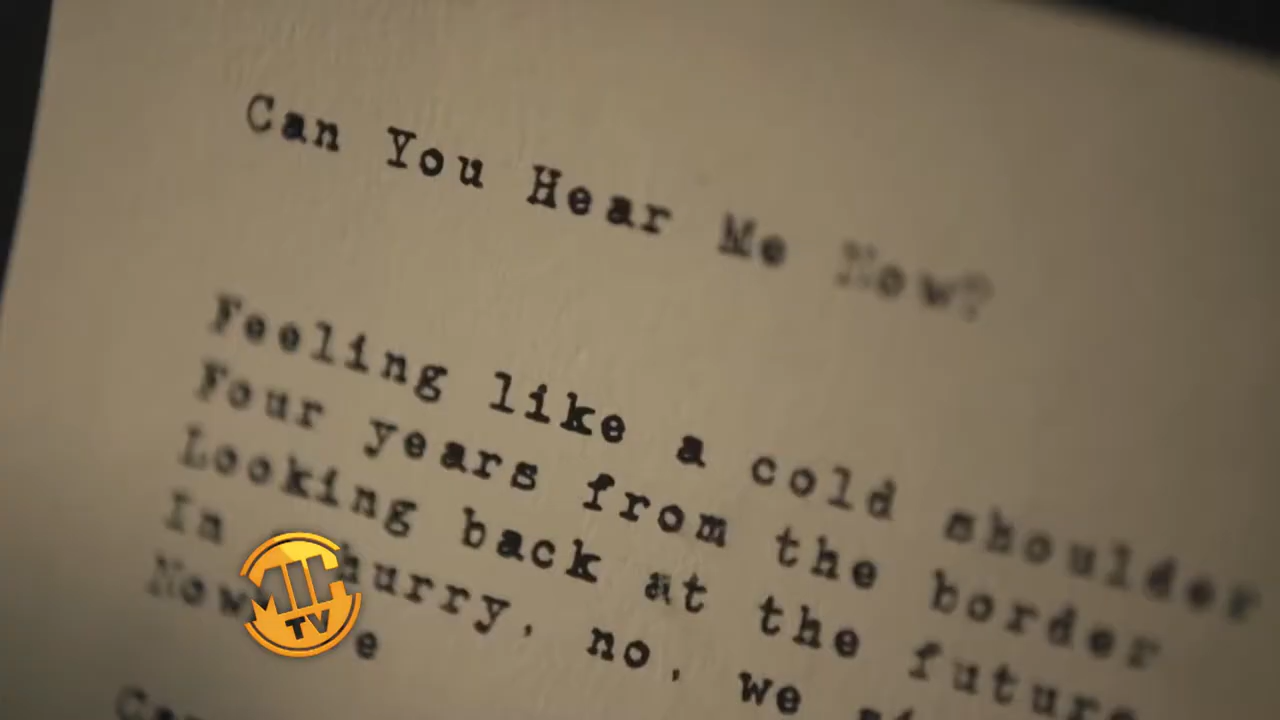 Can You Hear Me Now?
Feeling like a cold shoulder
Four years from the border
Looking back at the future
In hurry, no, we
TV